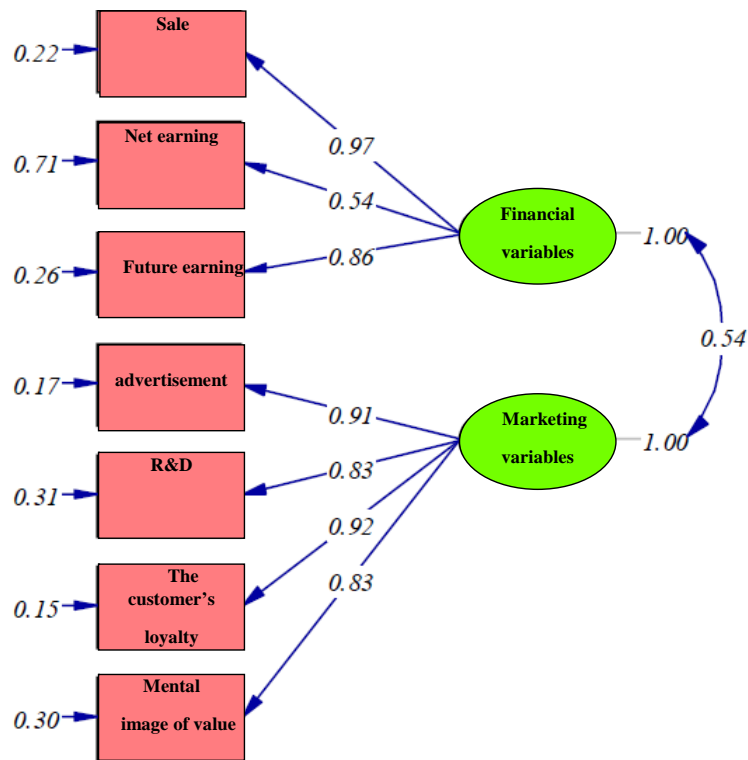 Sale
0.22
Net earning
0.71
0.97
0.54
Financial
variables
1.00
Future earning
0.26
0.86
0.54
advertisement
0.17
0.91
Marketing
variables
1.00
R&D
0.31
0.83
0.92
The
customer's
loyalty
0.15
0.83
Mental
image of value
0.30